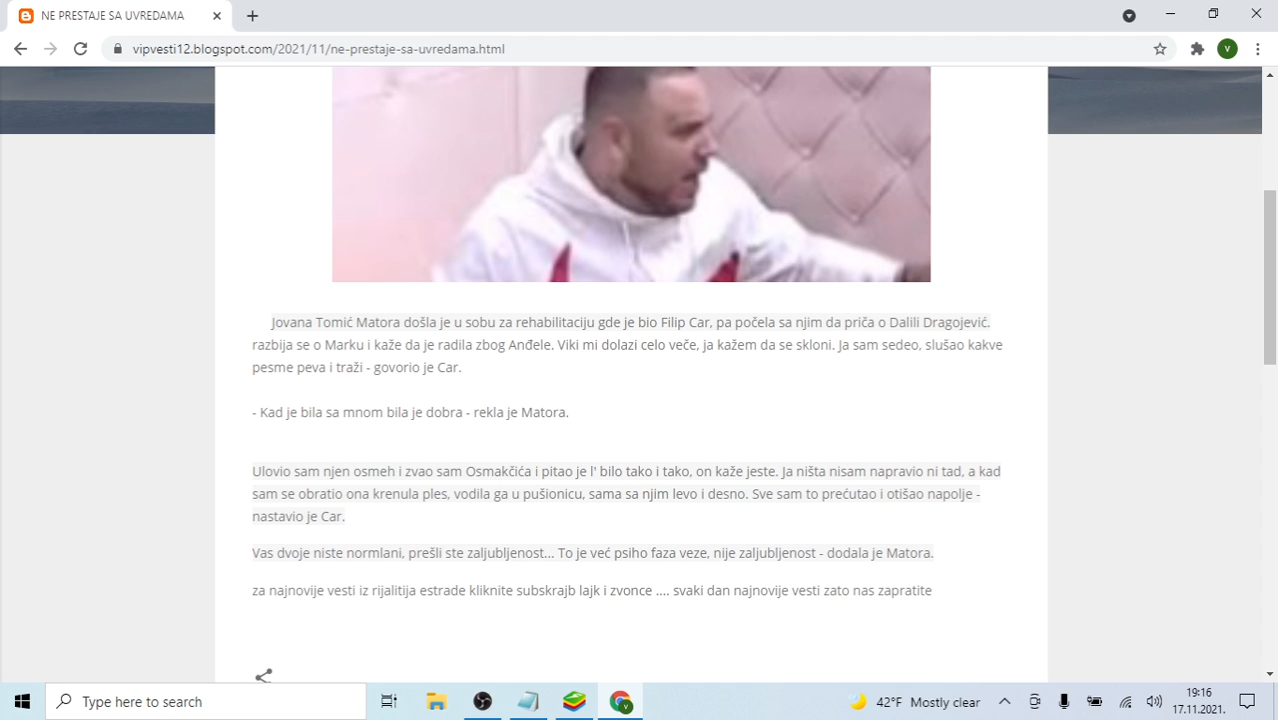 NE PRESTAJE SA UVREDAMA
vipvesti12.blogspot.com/2021/11/ne-prestaje-sa-uvredama.html
V
Jovana Tomić Matora došla je u sobu za rehabilitaciju gde je bio Filip Car, pa počela sa njim da priča o Dalili Dragojević.
razbija se o Marku i kaže da je radila zbog Anđele. Viki mi dolazi celo veče, ja kažem da se skloni. Ja sam sedeo, slušao kakve
pesme peva i traži - govorio je Car.
- Kad je bila sa mnom bila je dobra - rekla je Matora.
Ulovio sam njen osmeh i zvao sam Osmakčića i pitao je l' bilo tako i tako, on kaže jeste. Ja ništa nisam napravio ni tad, a kad
sam se obratio ona krenula ples, vodila ga u pušionicu, sama sa njim levo i desno. Sve sam to prećutao i otišao napolje -
nastavio je Car.
Vas dvoje niste normlani, prešli ste zaljubljenost... To je već psiho faza veze, nije zaljubljenost - dodala je Matora.
za najnovije vesti iz rijalitija estrade kliknite subskrajb lajk i zvonce .... svaki dan najnovije vesti zato nas zapratite
Type here to search
42°F Mostly clear
19:16
17.11.2021.